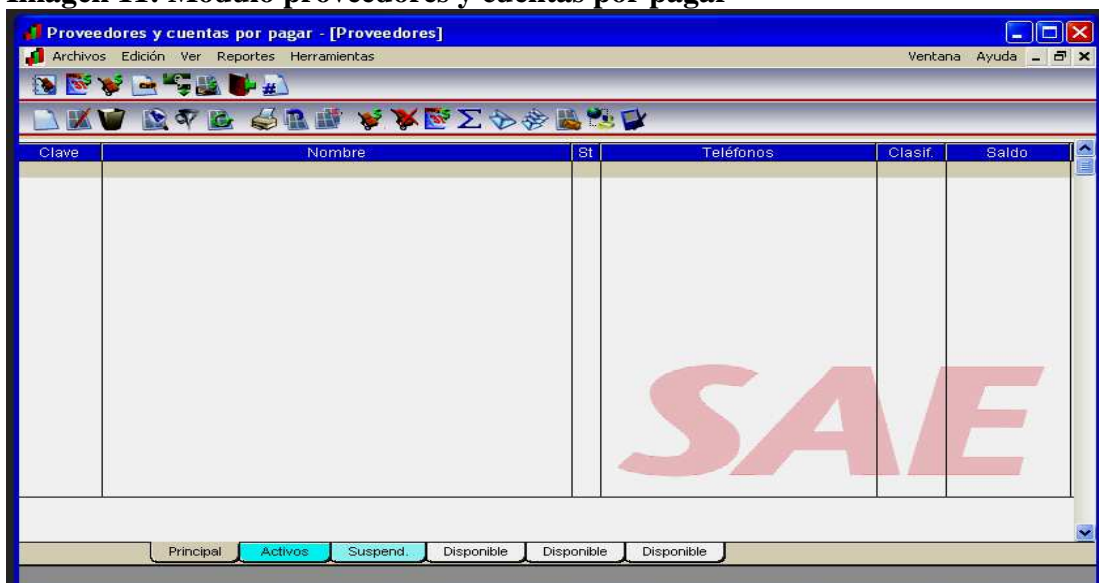 Imagen 11: Módulo proveedores y cuentas por pagar
Proveedores y cuentas por pagar - [Proveedores]
Archivos Edición Ver Reportes Herramientas Ventana Ayuda
Clave Nombre St Teléfonos Clasif. Saldo
SAE
Principal Activos Suspend. Disponible Disponible Disponible